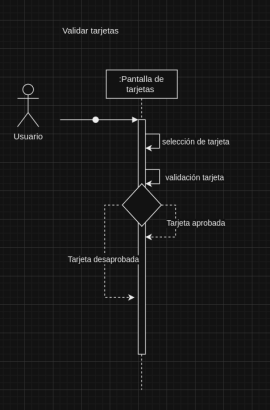 Validar tarjetas
:Pantalla de
tarjetas
Usuario
selección de tarjeta
validación tarjeta
Tarjeta aprobada
Tarjeta desaprobada